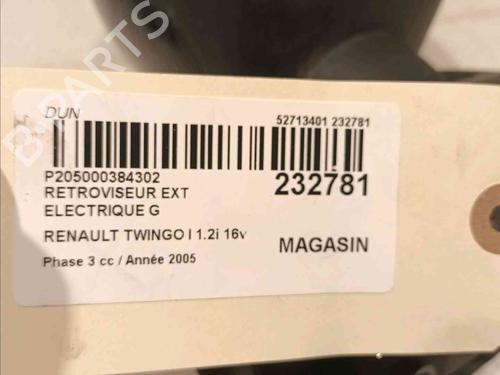 B-PARTS
DUN
52713401 232781
P205000384302
232781
RETROVISEUR EXT
ELECTRIQUE G
RENAULT TWINGO I 1.2i 16v
MAGASIN
Phase 3 cc / Année 2005